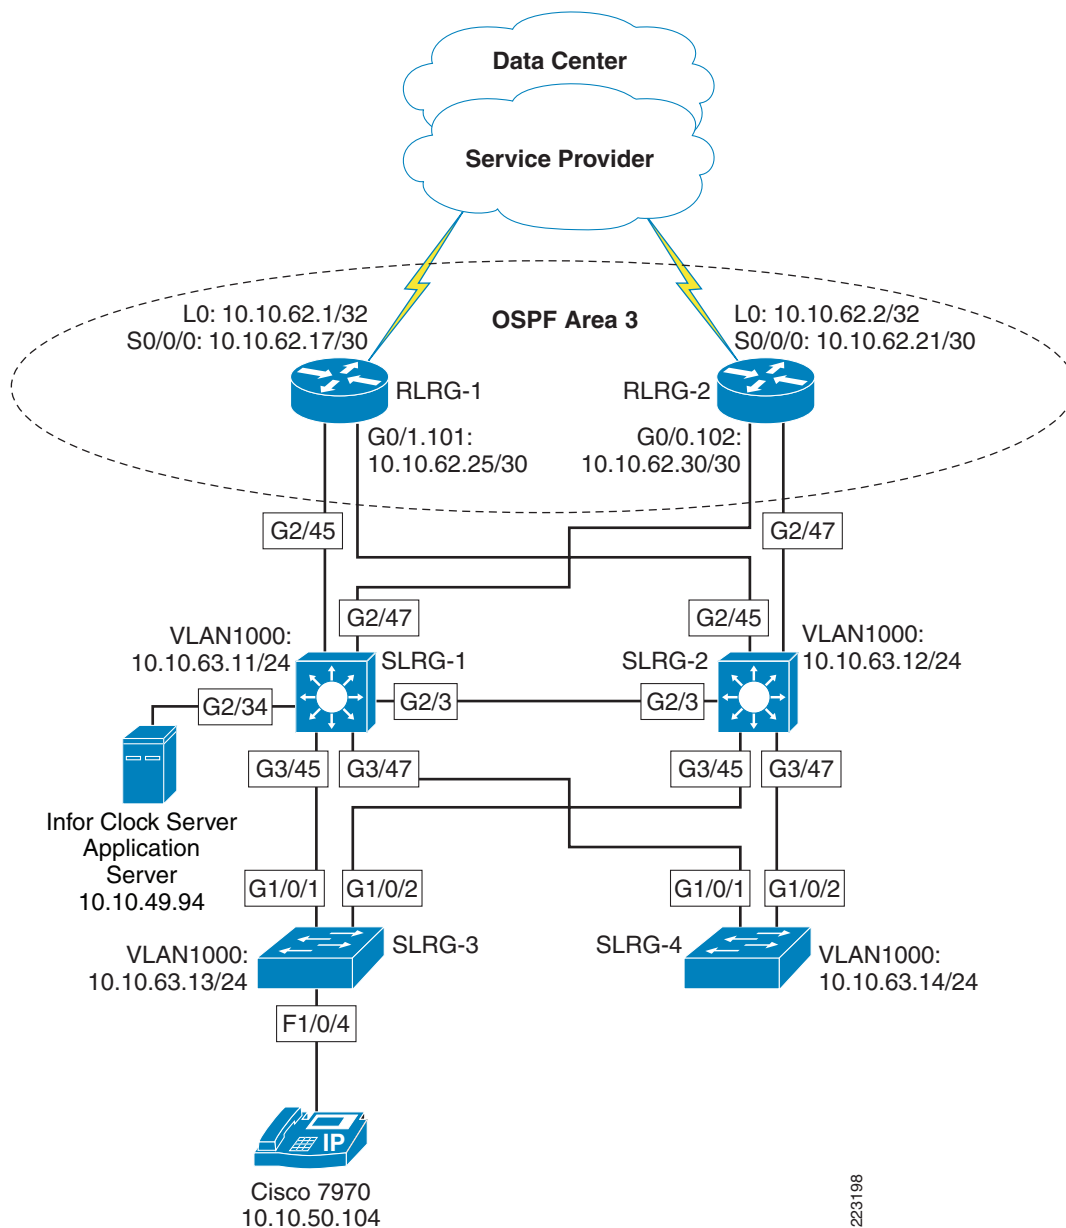 Data Center
Service Provider
OSPF Area 3
L0: 10.10.62.1/32
S0/0/0: 10.10.62.17/30
L0: 10.10.62.2/32
S0/0/0: 10.10.62.21/30
RLRG-1
RLRG-2
G0/1.101:
10.10.62.25/30
G0/0.102:
10.10.62.30/30
G2/45
G2/47
G2/47
G2/45
VLAN1000:
10.10.63.11/24
SLRG-1
SLRG-2
VLAN1000:
10.10.63.12/24
G2/34
G2/3
G2/3
G3/45
G3/47
G3/45
G3/47
Infor Clock Server
Application
Server
10.10.49.94
G1/0/1
G1/0/2
G1/0/1
G1/0/2
VLAN1000:
10.10.63.13/24
SLRG-3
SLRG-4
VLAN1000:
10.10.63.14/24
F1/0/4
IP
Cisco 7970
10.10.50.104
223198